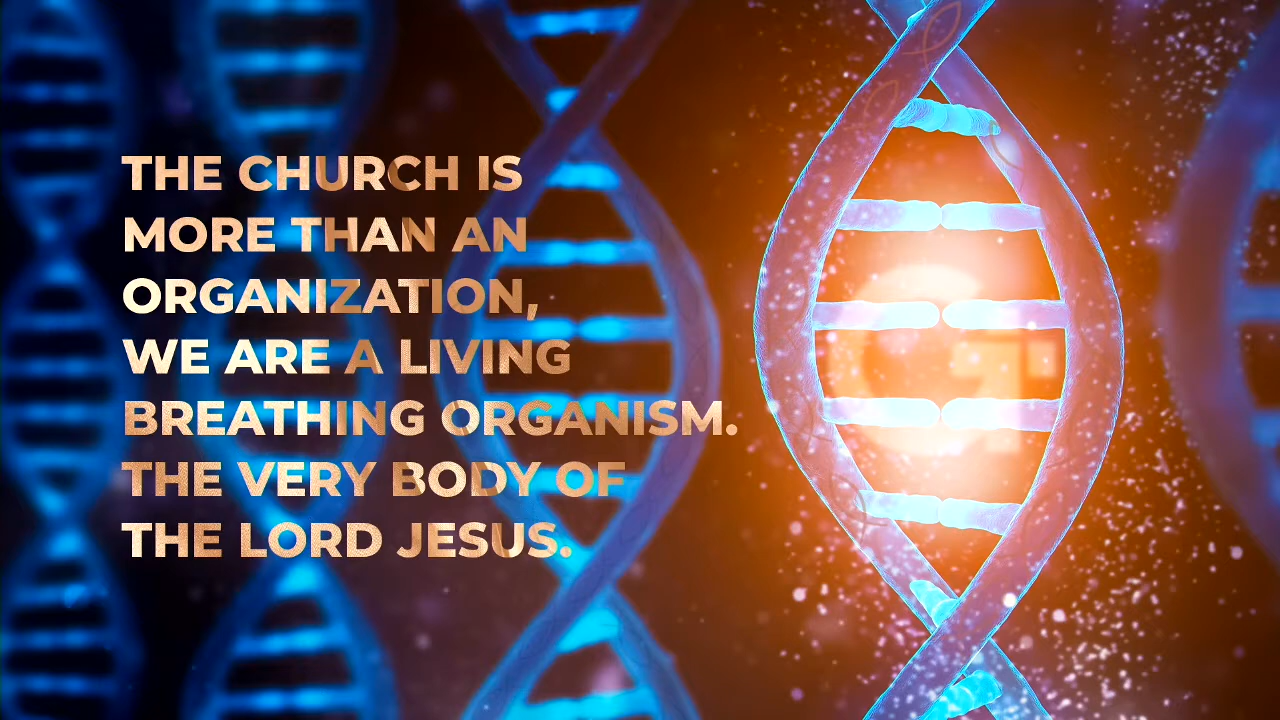 THE CHURCH IS
MORE THAN AN
ORGANIZATION,
WE ARE A LIVING
BREATHING ORGANISM.
THE VERY BODY OF
THE LORD JESUS.